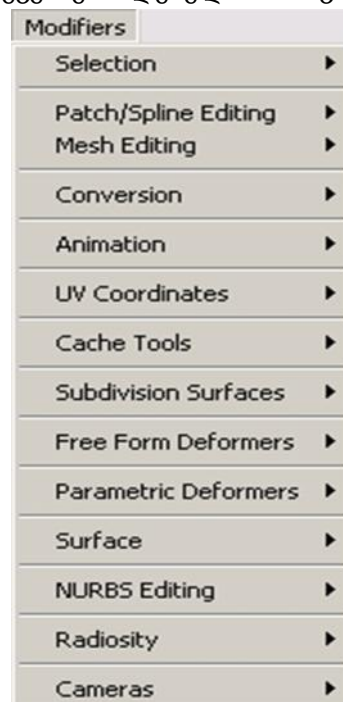 Modifiers
Selection
Patch/Spline Editing
Mesh Editing
Conversion
Animation
UV Coordinates
Cache Tools
Subdivision Surfaces
Free Form Deformers
Parametric Deformers
Surface
NURBS Editing
Radiosity
Cameras